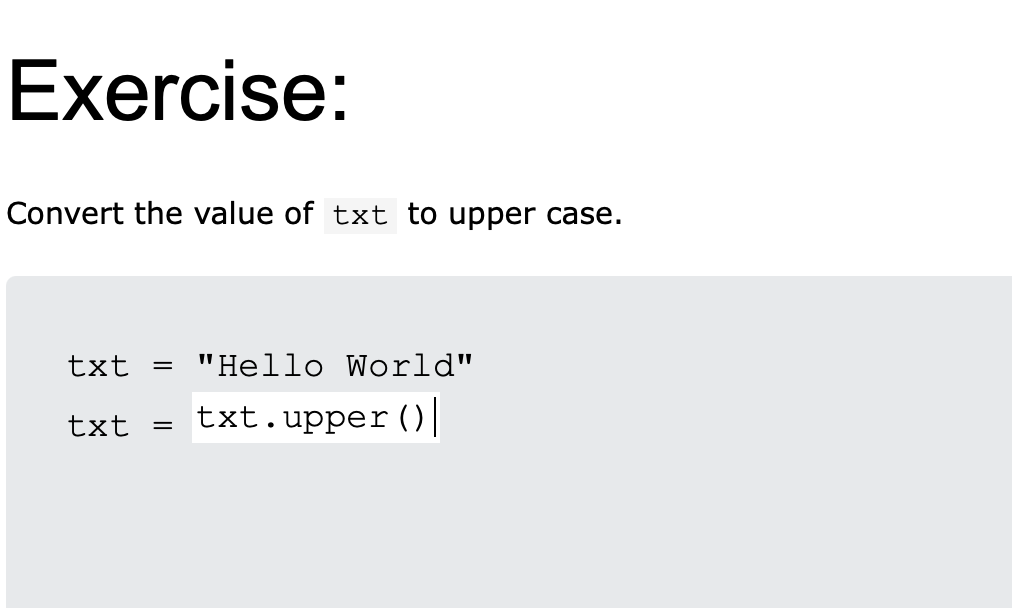 Exercise:
Convert the value of txt to upper case.
txt = "Hello World"
txt = txt.upper()